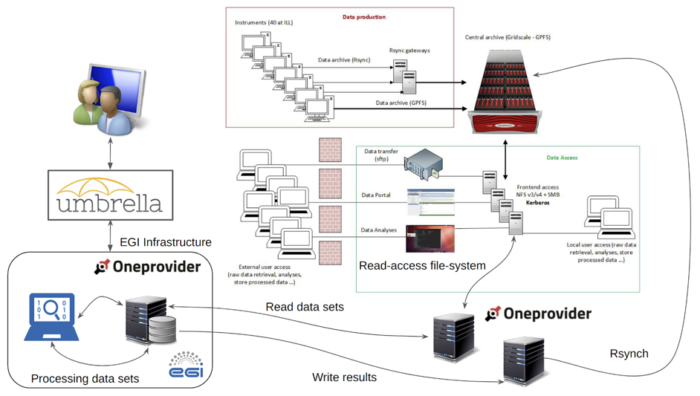 Data production
Instruments (40 at ILL)
Rsync gateways
Data archive (Rsync)
Data archive (GPFS)
Central archive (Gridscale - GPFS)
umbrella
EGI Infrastructure
Data transfer
(sftp)
Data Portal
Data Analyses
Data Access
Frontend access
NFS v3/v4 + SMB
Kerberos
External user access
(raw data retrieval, analyses,
store processed data ...)
Local user access (raw data
retrieval, analyses, store
processed data...)
Read-access file-system
Oneprovider
Processing data sets
egi
Read data sets
Write results
Oneprovider
Rsynch